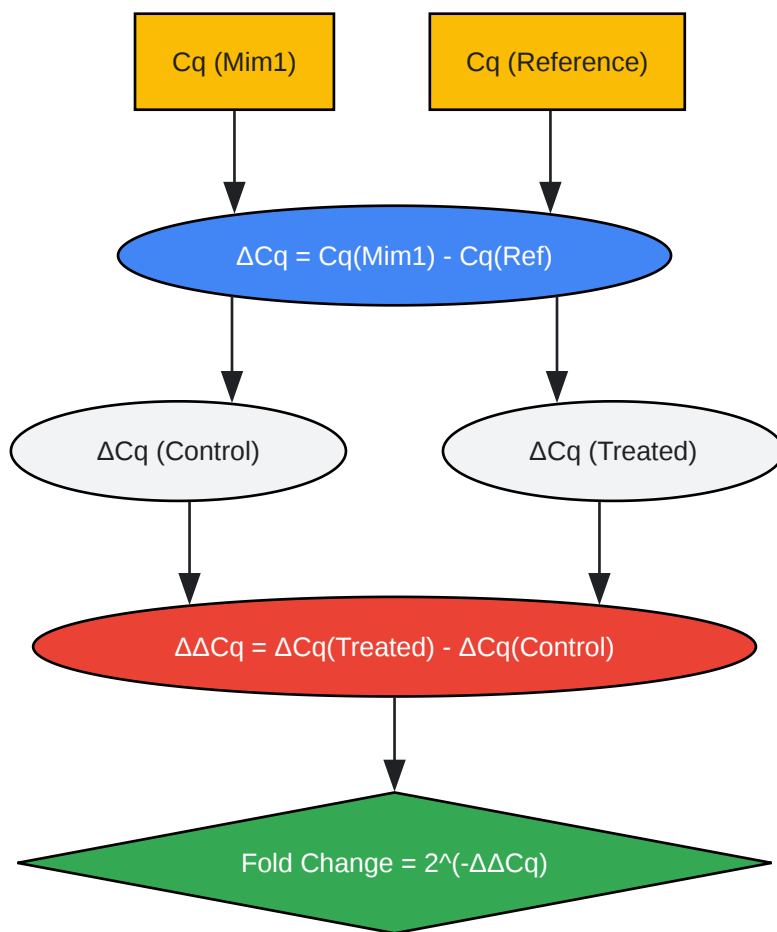 Cq (Mim1)
Cq (Reference)
ΔCq = Cq(Mim1) - Cq(Ref)
ΔCq (Control)
ΔCq (Treated)
ΔΔCq = ΔCq(Treated) - ΔCq(Control)
Fold Change = 2^(-ΔΔCq)